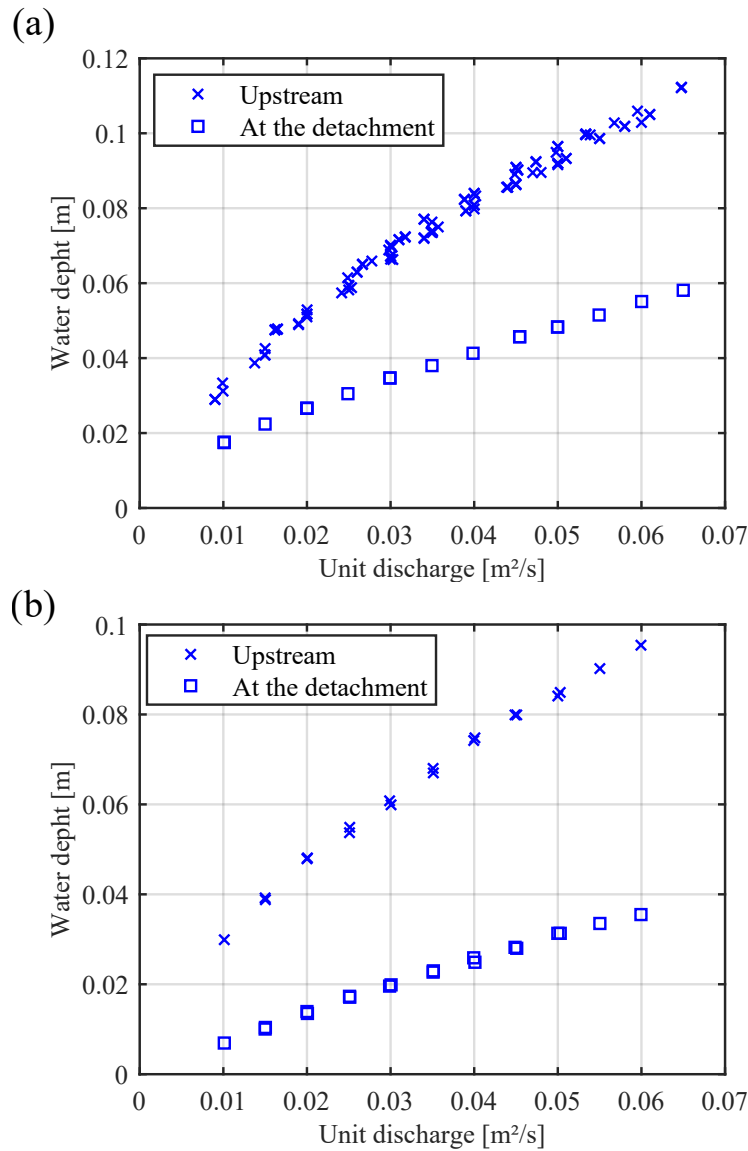 (a)
0.12
0.1
0.08
0.06
0.04
0.02
0
Water depht [m]
Upstream
At the detachment
0 0.01 0.02 0.03 0.04 0.05 0.06 0.07
Unit discharge [m²/s]
(b)
0.1
0.08
0.06
0.04
0.02
0
Water depht [m]
Upstream
At the detachment
0 0.01 0.02 0.03 0.04 0.05 0.06 0.07
Unit discharge [m²/s]